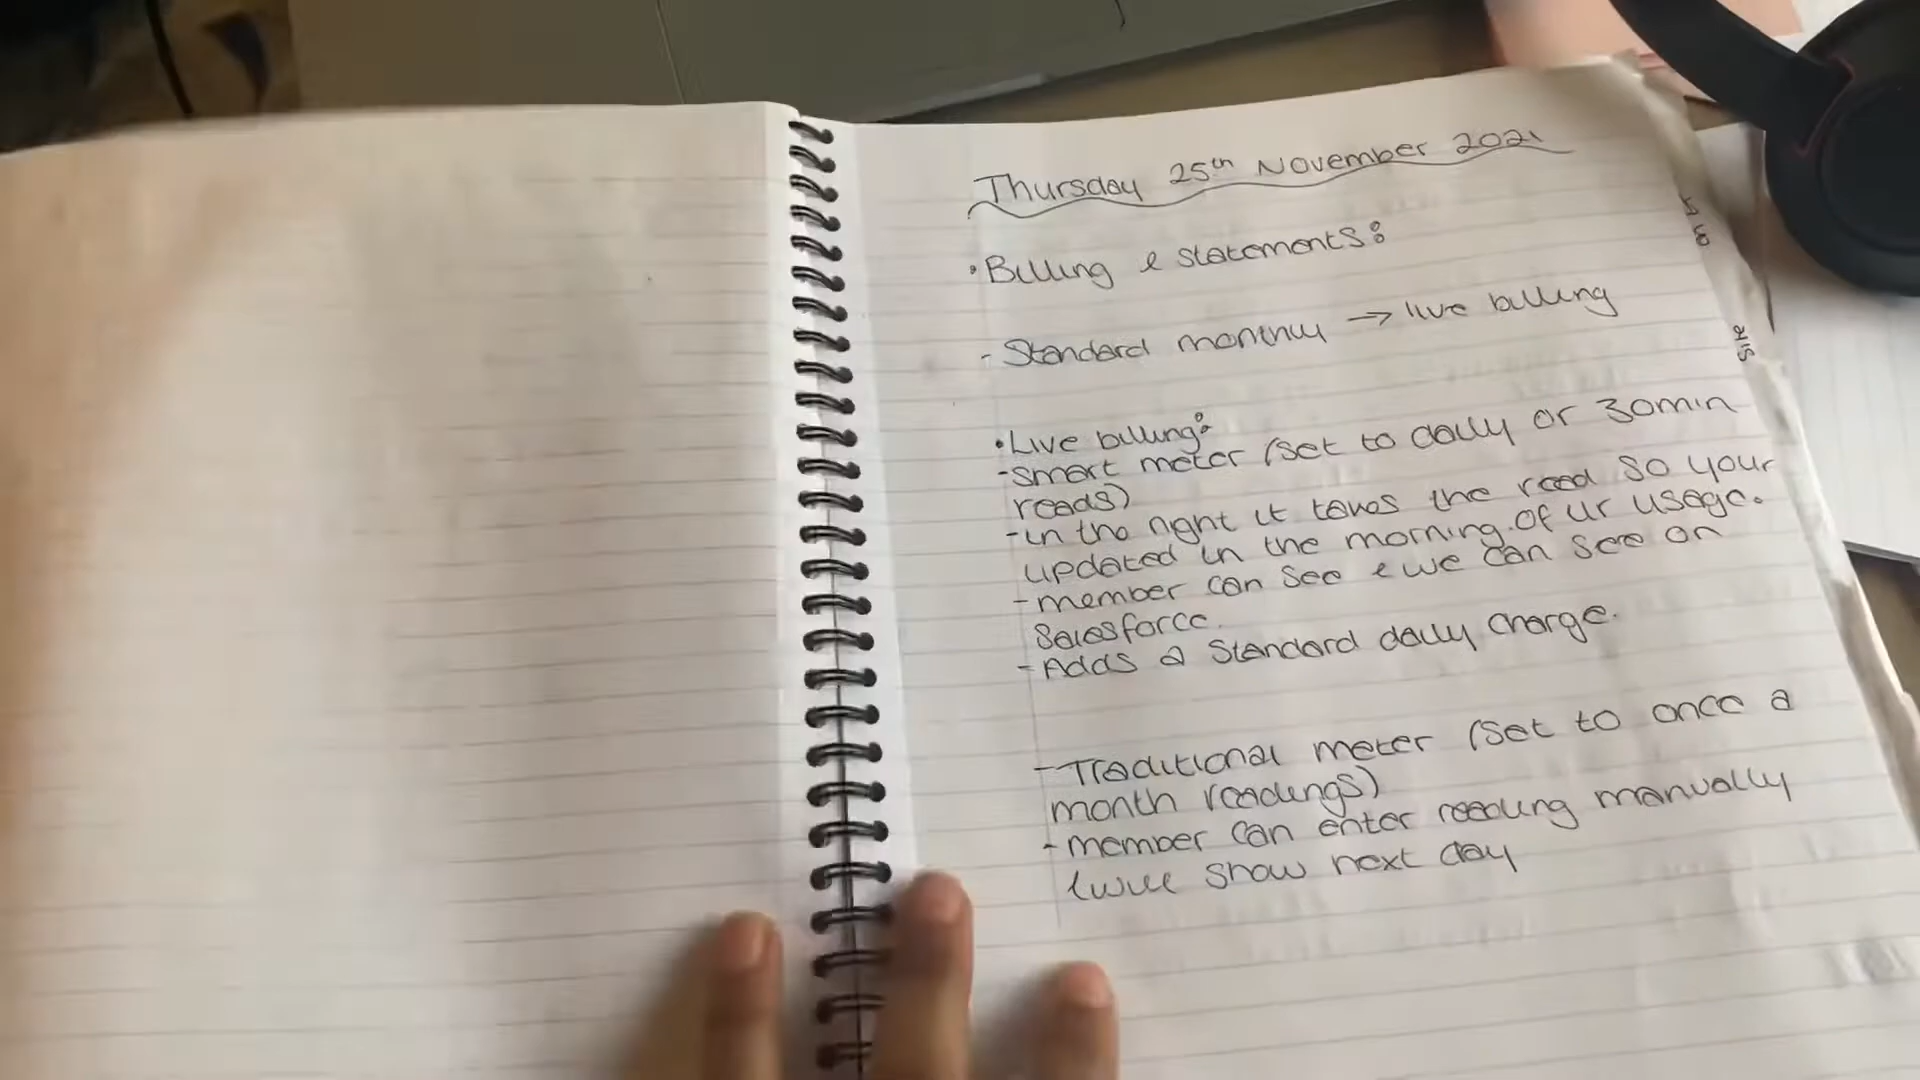 Thursday 25th November 2021
• Billing & statements:
- Standard monthly → live billing
• Live billing:
- smart meter (set to daily or 30min
reads)
- in the night it takes the read so your
updated in the morning of ur usage.
- member can see & we can see on
Salesforce.
- Adds a standard daily charge.
- Traditional meter (set to once a
month readings)
- member can enter reading manually
(will show next day